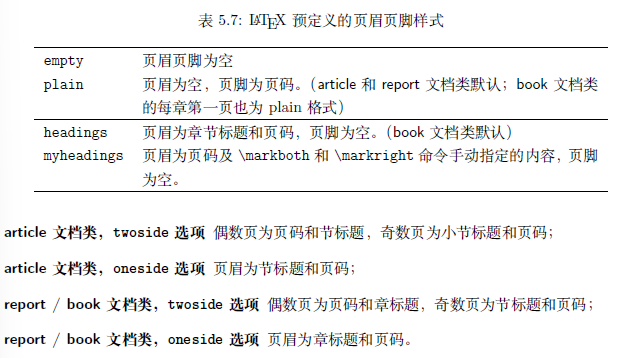 表 5.7: LATEX 预定义的页眉页脚样式
empty 页眉页脚为空
plain 页眉为空，页脚为页码。（article 和 report 文档类默认；book 文档类
的每章第一页也为 plain 格式）
headings 页眉为章节标题和页码，页脚为空。（book 文档类默认）
myheadings 页眉为页码及 \markboth 和 \markright 命令手动指定的内容，页脚
为空。
article 文档类，twoside 选项 偶数页为页码和节标题，奇数页为小节标题和页码；
article 文档类，oneside 选项 页眉为节标题和页码；
report / book 文档类，twoside 选项 偶数页为页码和章标题，奇数页为节标题和页码；
report / book 文档类，oneside 选项 页眉为章标题和页码。